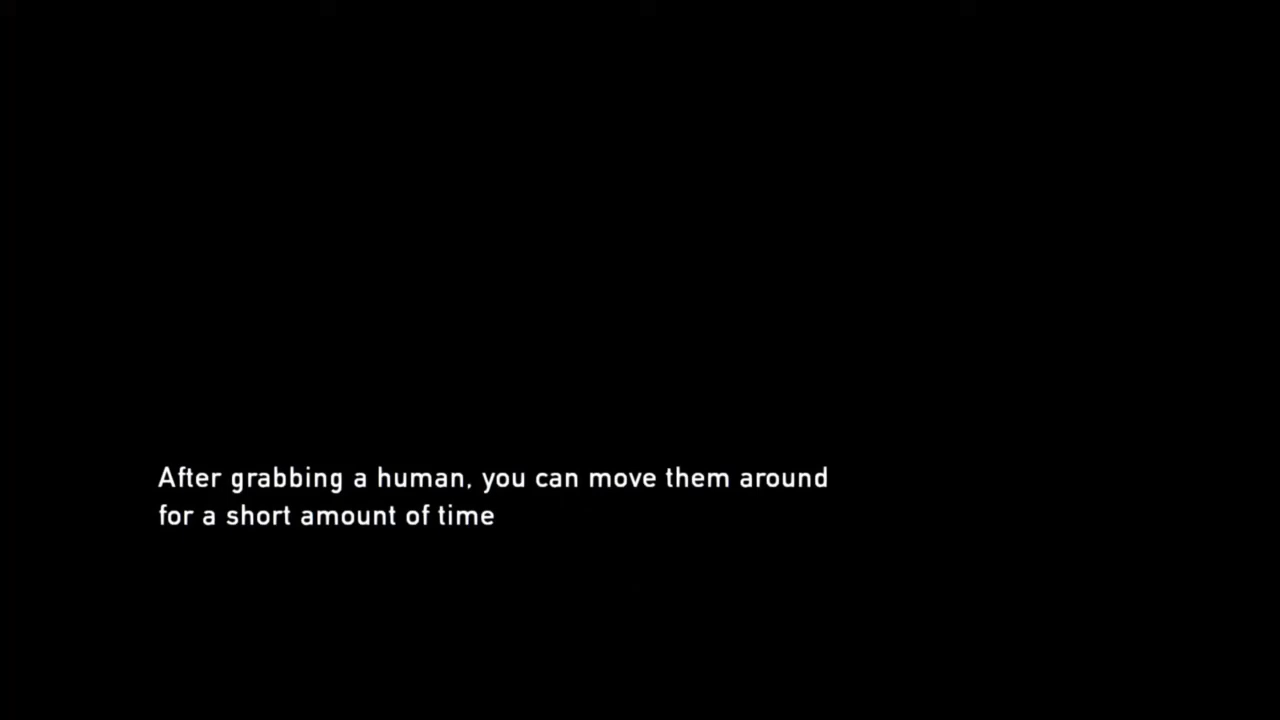 After grabbing a human, you can move them around
for a short amount of time